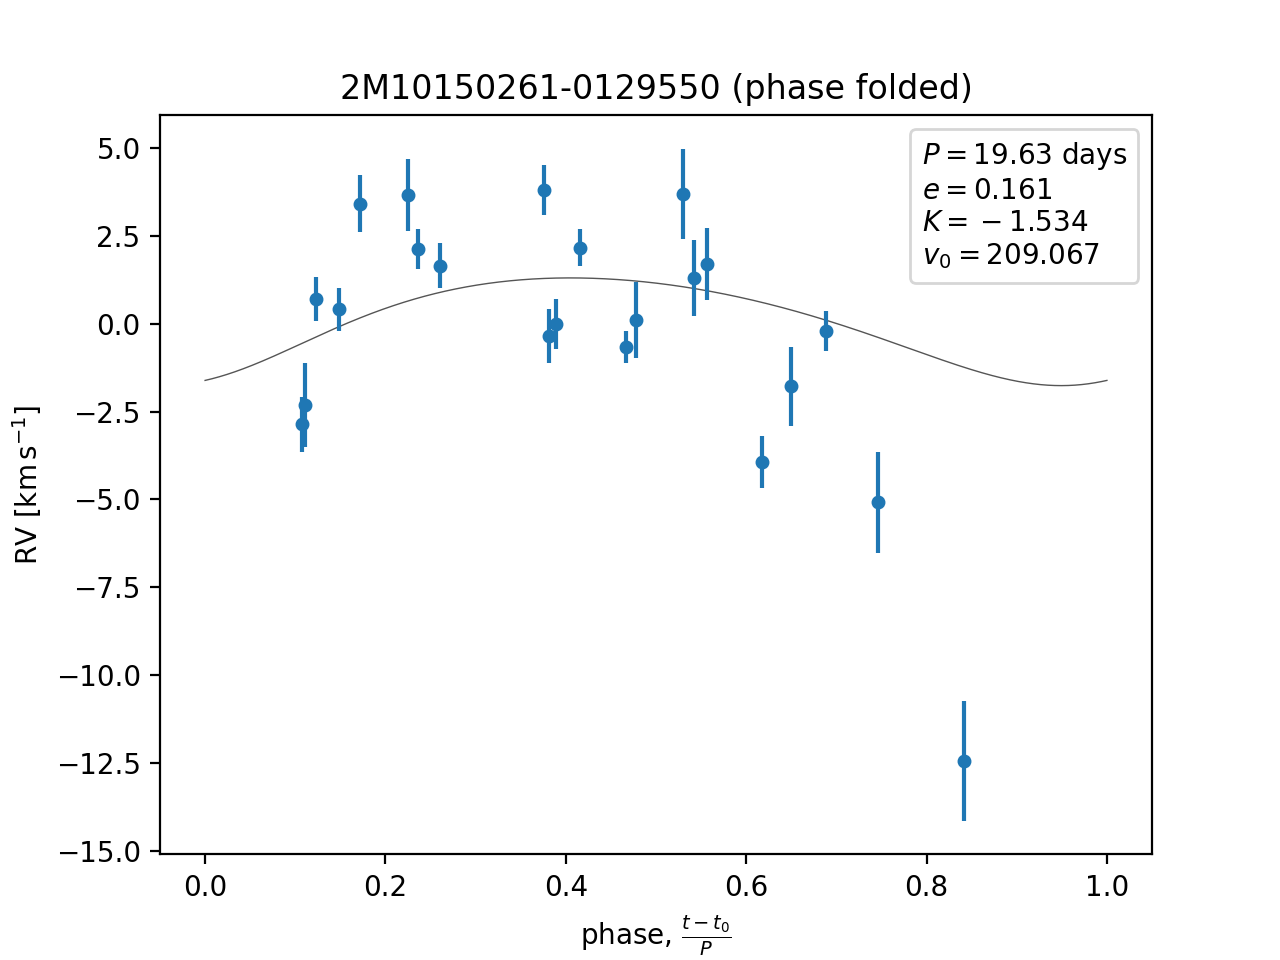 2M10150261-0129550 (phase folded)
P = 19.63 days
e = 0.161
K = −1.534
v₀ = 209.067
5.0
2.5
0.0
−2.5
−5.0
−7.5
−10.0
−12.5
−15.0
RV [km s⁻¹]
0.0 0.2 0.4 0.6 0.8 1.0
phase, (t − t₀)/P